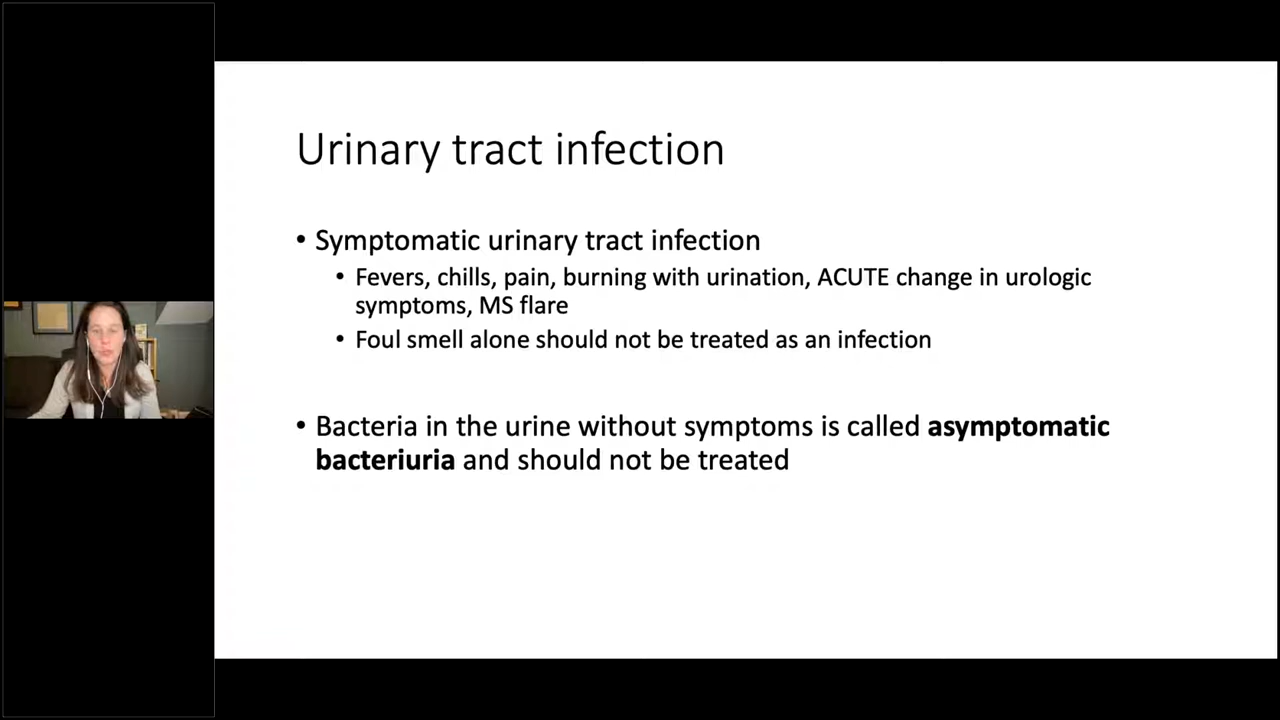 Urinary tract infection
• Symptomatic urinary tract infection
• Fevers, chills, pain, burning with urination, ACUTE change in urologic
symptoms, MS flare
• Foul smell alone should not be treated as an infection
• Bacteria in the urine without symptoms is called asymptomatic
bacteriuria and should not be treated